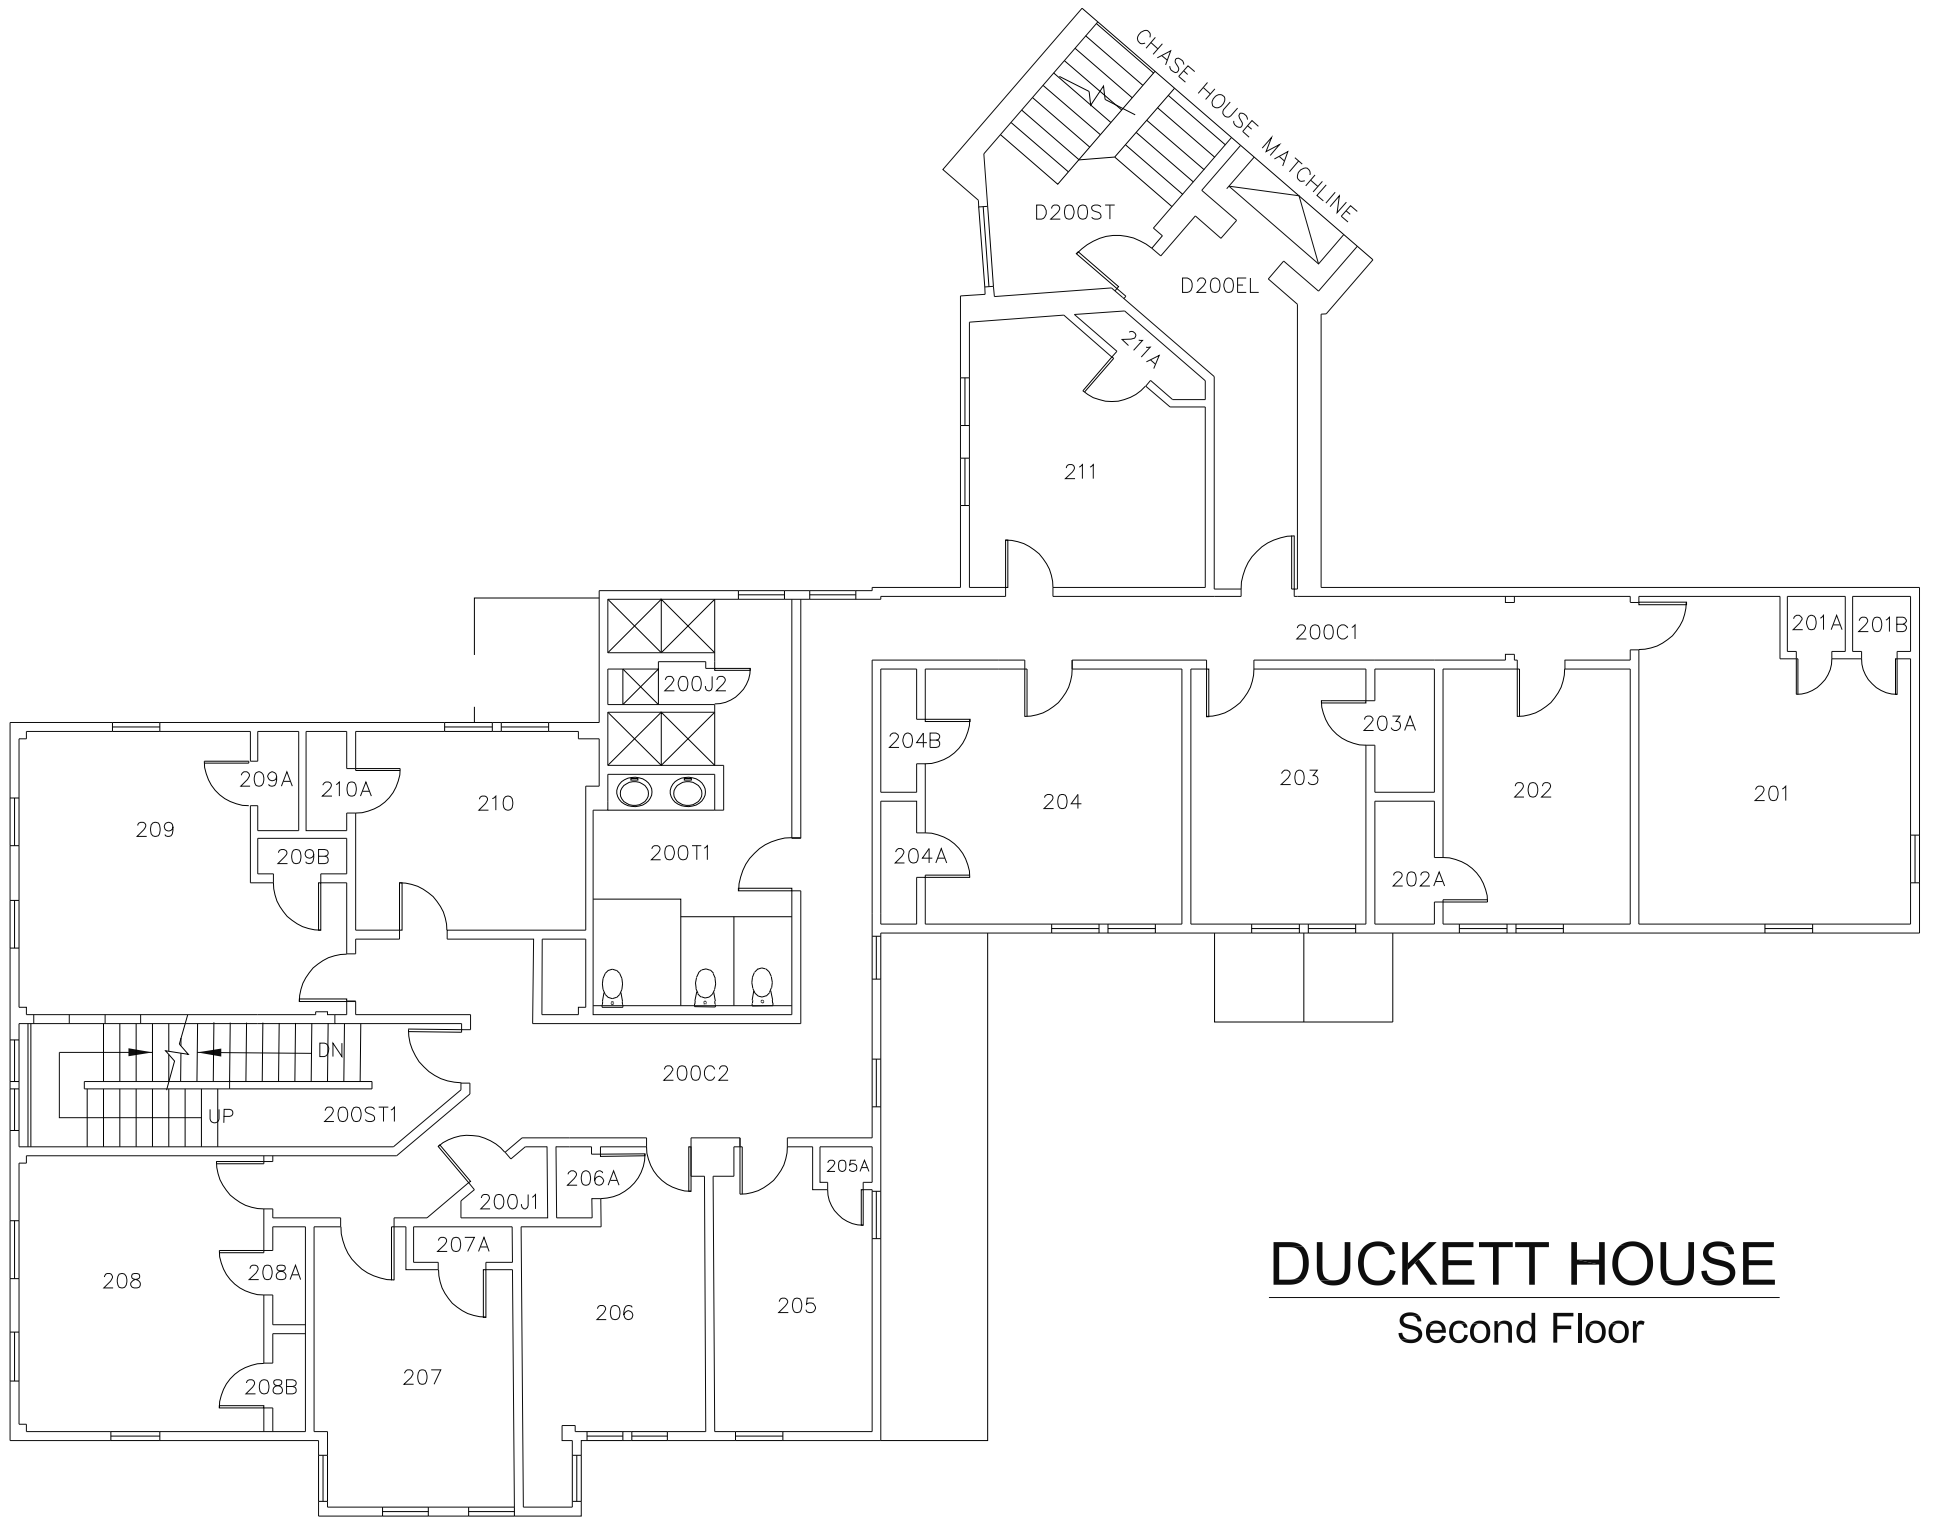 CHASE HOUSE MATCHLINE
D200ST
D200EL
211A
211
200C1
201A
201B
200J2
204B
203A
209A
210A
210
204
203
202
201
209
209B
200T1
204A
202A
DN
200C2
UP
200ST1
206A
205A
200J1
207A
208
208A
206
205
207
208B
DUCKETT HOUSE
Second Floor